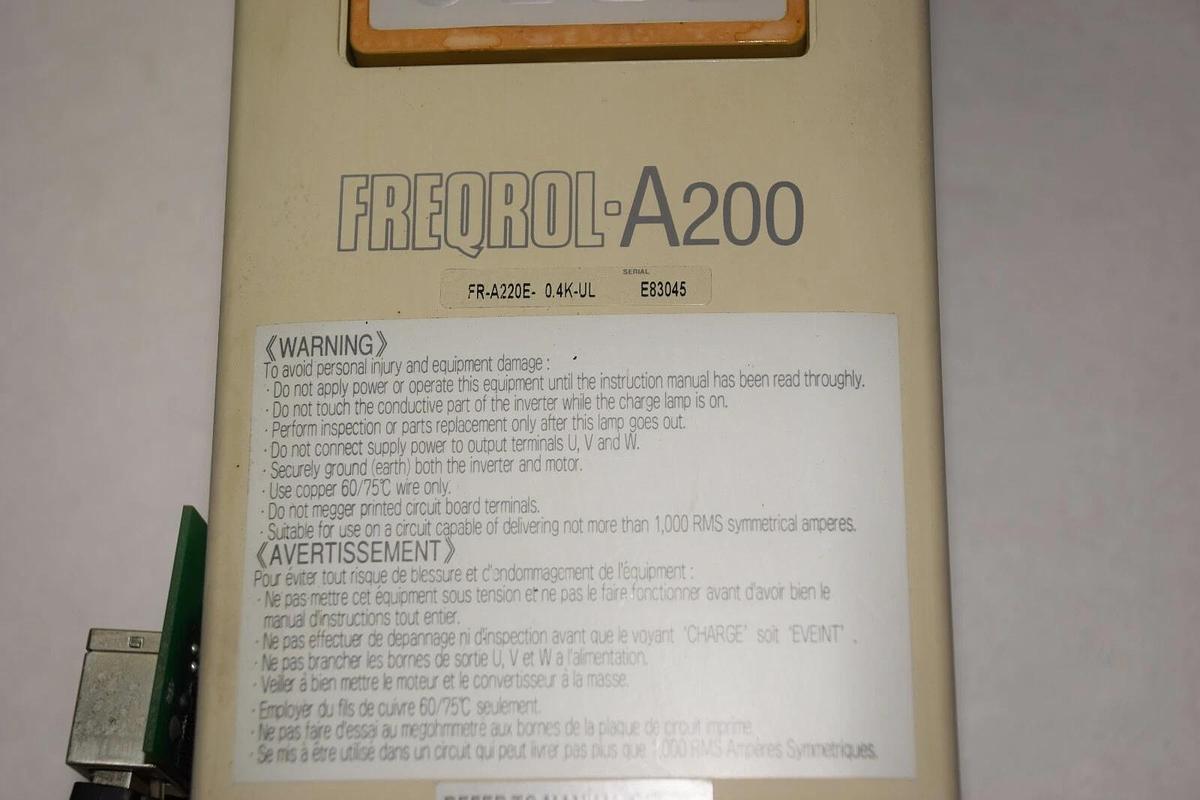 FREQROL-A200
SERIAL
FR-A220E- 0.4K-UL E83045
《WARNING》
To avoid personal injury and equipment damage :
· Do not apply power or operate this equipment until the instruction manual has been read throughly.
· Do not touch the conductive part of the inverter while the charge lamp is on.
· Perform inspection or parts replacement only after this lamp goes out.
· Do not connect supply power to output terminals U, V and W.
· Securely ground (earth) both the inverter and motor.
· Use copper 60/75℃ wire only.
· Do not megger printed circuit board terminals.
· Suitable for use on a circuit capable of delivering not more than 1,000 RMS symmetrical amperes.
《AVERTISSEMENT》
Pour éviter tout risque de blessure et d'endommagement de l'équipment :
· Ne pas mettre cet équipment sous tension et ne pas le faire fonctionner avant d'avoir bien le
manual d'instructions tout entier.
· Ne pas effectuer de depannage ni d'inspection avant que le voyant 'CHARGE' soit 'EVEINT' .
· Ne pas brancher les bornes de sortie U, V et W a l'alimentation.
· Veiller à bien mettre le moteur et le convertisseur à la masse.
· Employer du fils de cuivre 60/75℃ seulement.
· Ne pas faire d'essai au megohmmetre aux bornes de la plaque de circuit imprime.
· Se mis à être utilisé dans un circuit qui peut livrer pas plus que 1,000 RMS Ampères Symmetriques.
REFER TO MANUAL